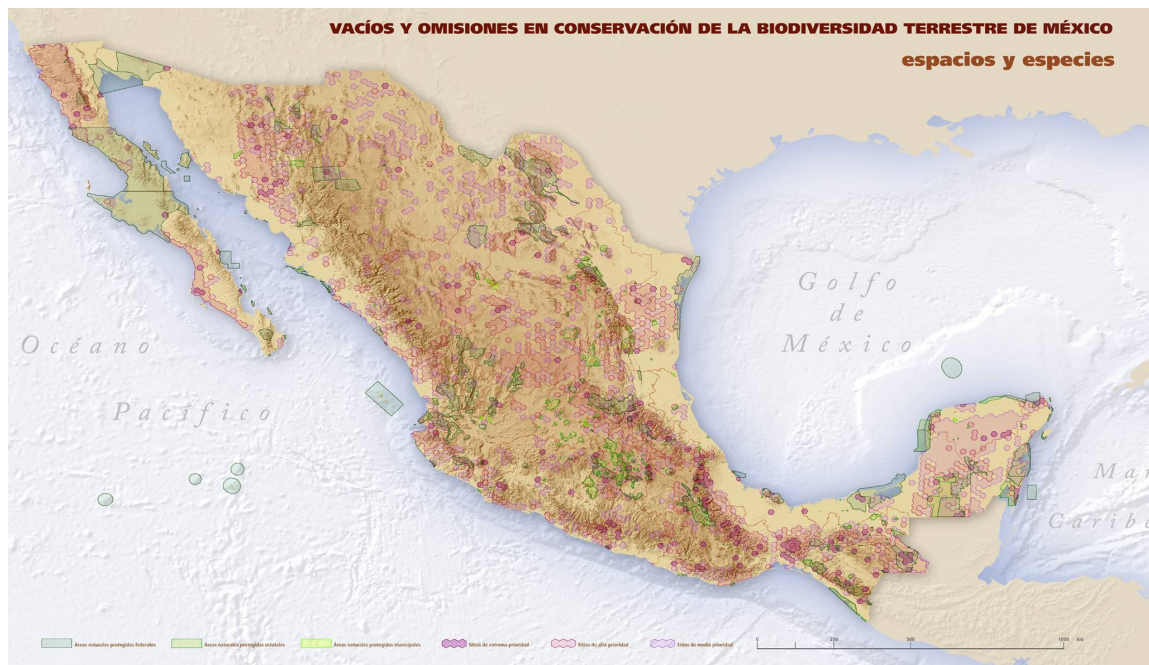 VACÍOS Y OMISIONES EN CONSERVACIÓN DE LA BIODIVERSIDAD TERRESTRE DE MÉXICO
espacios y especies
Golfo
de
México
Océano
Pacífico
Mar
Caribe
Áreas naturales protegidas federales
Áreas naturales protegidas estatales
Áreas naturales protegidas municipales
Sitios de extrema prioridad
Sitios de alta prioridad
Sitios de media prioridad
0 250 500 1000 km